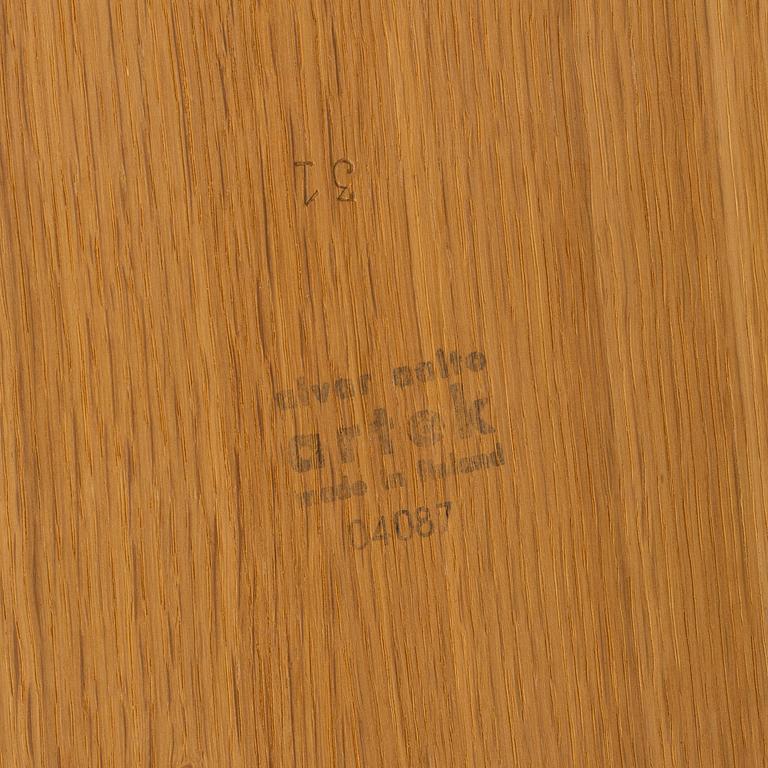 31
alvar aalto
artek
made in Finland
04087